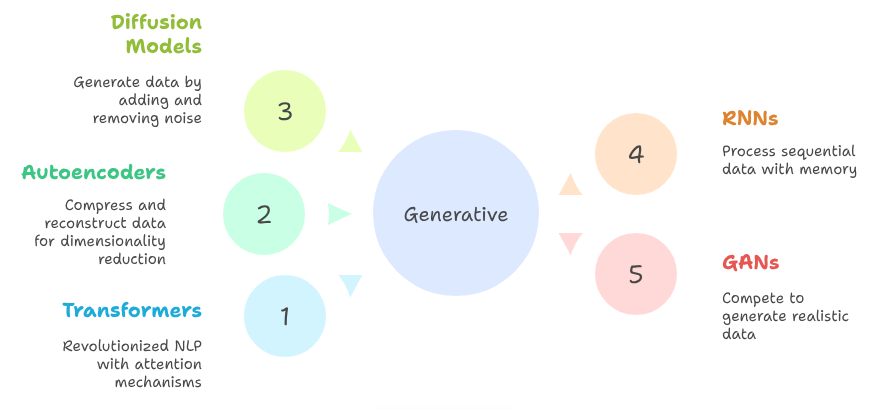 Diffusion
Models
Generate data by
adding and
removing noise
3
Autoencoders
Compress and
reconstruct data
for dimensionality
reduction
2
Transformers
Revolutionized NLP
with attention
mechanisms
1
Generative
4
RNNs
Process sequential
data with memory
5
GANs
Compete to
generate realistic
data